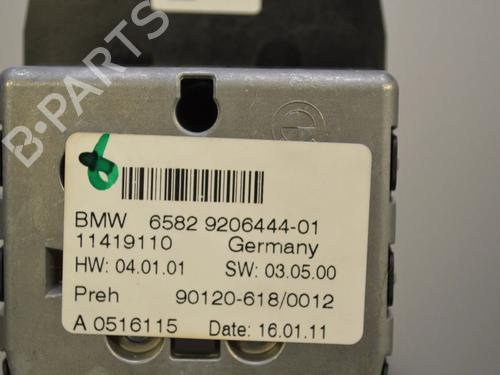 B-PARTS
6
BMW 6582 9206444-01
11419110 Germany
HW: 04.01.01 SW: 03.05.00
Preh 90120-618/0012
A 0516115 Date: 16.01.11